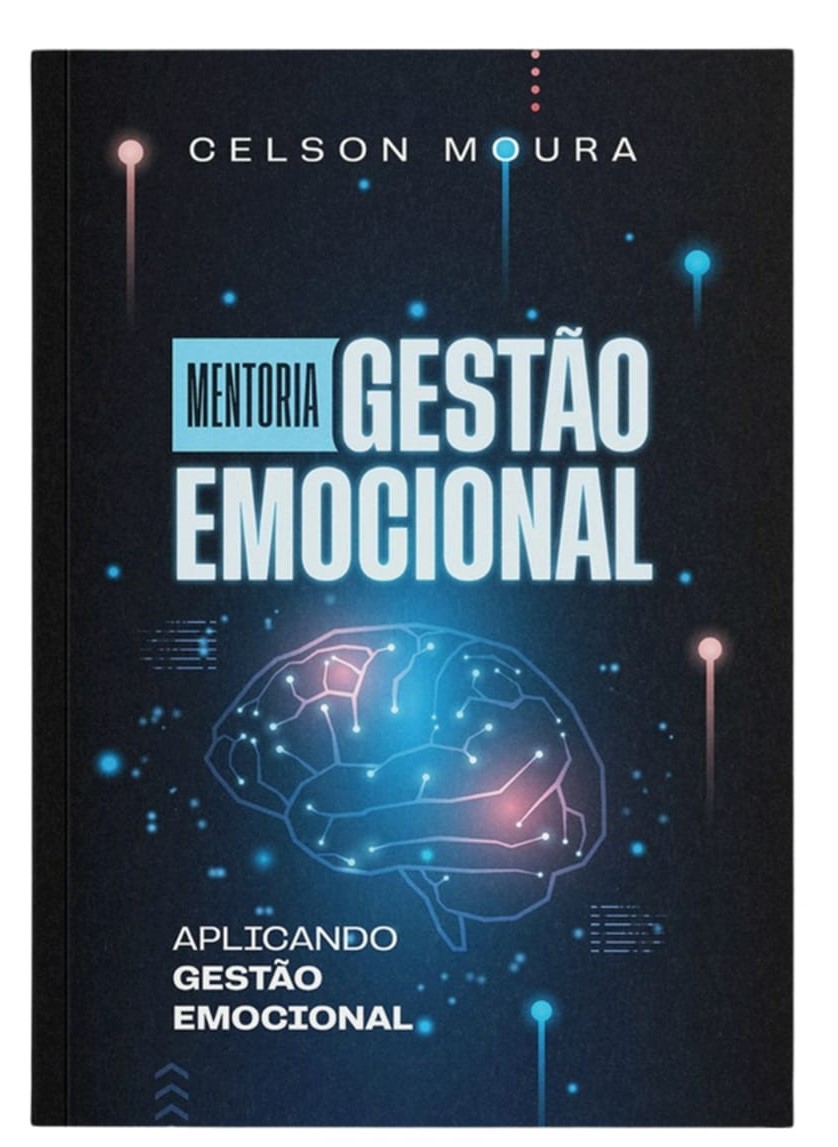 CELSON MOURA
MENTORIA GESTÃO
EMOCIONAL
APLICANDO
GESTÃO
EMOCIONAL